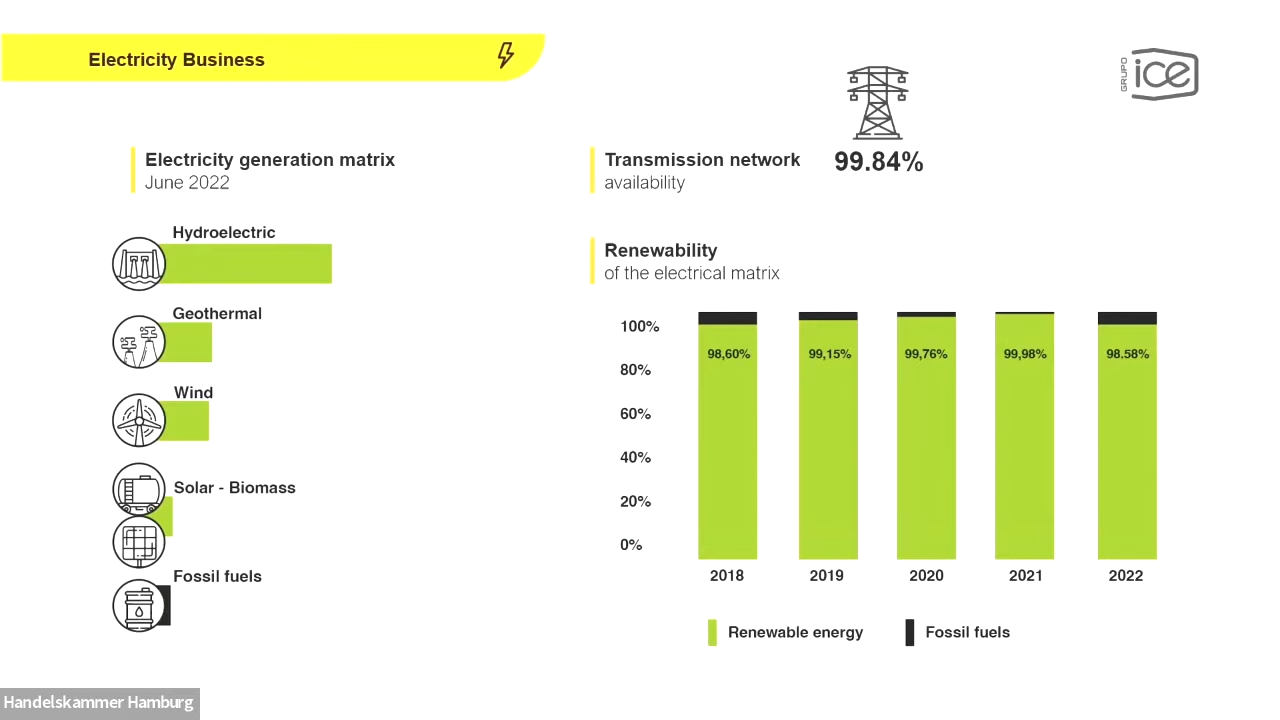 Electricity Business
GRUPO
ice
Electricity generation matrix
June 2022
Hydroelectric
Geothermal
Wind
Solar - Biomass
Fossil fuels
Transmission network
availability
99.84%
Renewability
of the electrical matrix
100%
80%
60%
40%
20%
0%
98,60%
99,15%
99,76%
99,98%
98.58%
2018
2019
2020
2021
2022
Renewable energy
Fossil fuels
Handelskammer Hamburg